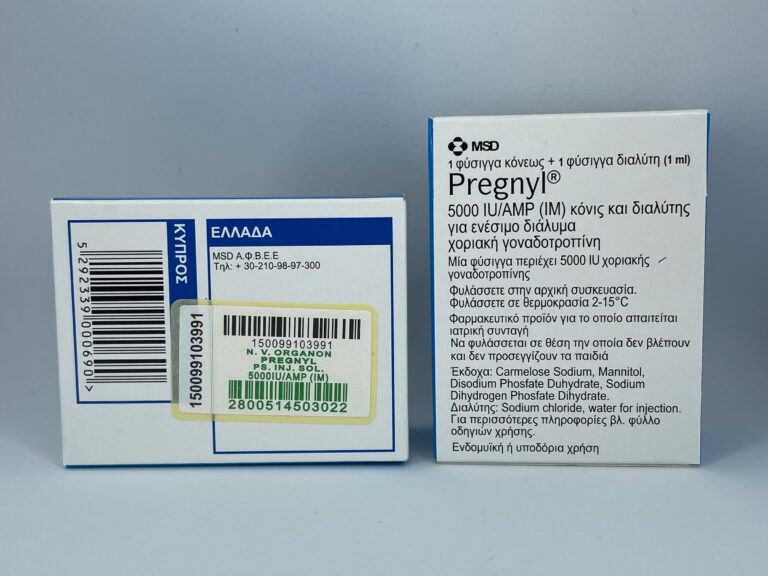 ΕΛΛΑΔΑ
MSD Α.Φ.Β.Ε.Ε
Τηλ: + 30-210-98-97-300
ΚΥΠΡΟΣ
5 292339 000690 >
150099103991
150099103991
N. V. ORGANON
PREGNYL
PS. INJ. SOL.
5000IU/AMP (IM)
2800514503022
MSD
1 φύσιγγα κόνεως + 1 φύσιγγα διαλύτη (1 ml)
Pregnyl®
5000 IU/AMP (IM) κόνις και διαλύτης
για ενέσιμο διάλυμα
χοριακή γοναδοτροπίνη
Μία φύσιγγα περιέχει 5000 IU χοριακής
γοναδοτροπίνης
Φυλάσσετε στην αρχική συσκευασία.
Φυλάσσετε σε θερμοκρασία 2-15°C
Φαρμακευτικό προϊόν για το οποίο απαιτείται
ιατρική συνταγή
Να φυλάσσεται σε θέση την οποία δεν βλέπουν
και δεν προσεγγίζουν τα παιδιά
Έκδοχα: Carmelose Sodium, Mannitol,
Disodium Phosfate Duhydrate, Sodium
Dihydrogen Phosfate Dihydrate.
Διαλύτης: Sodium chloride, water for injection.
Για περισσότερες πληροφορίες βλ. φύλλο
οδηγιών χρήσης.
Ενδομυϊκή ή υποδόρια χρήση